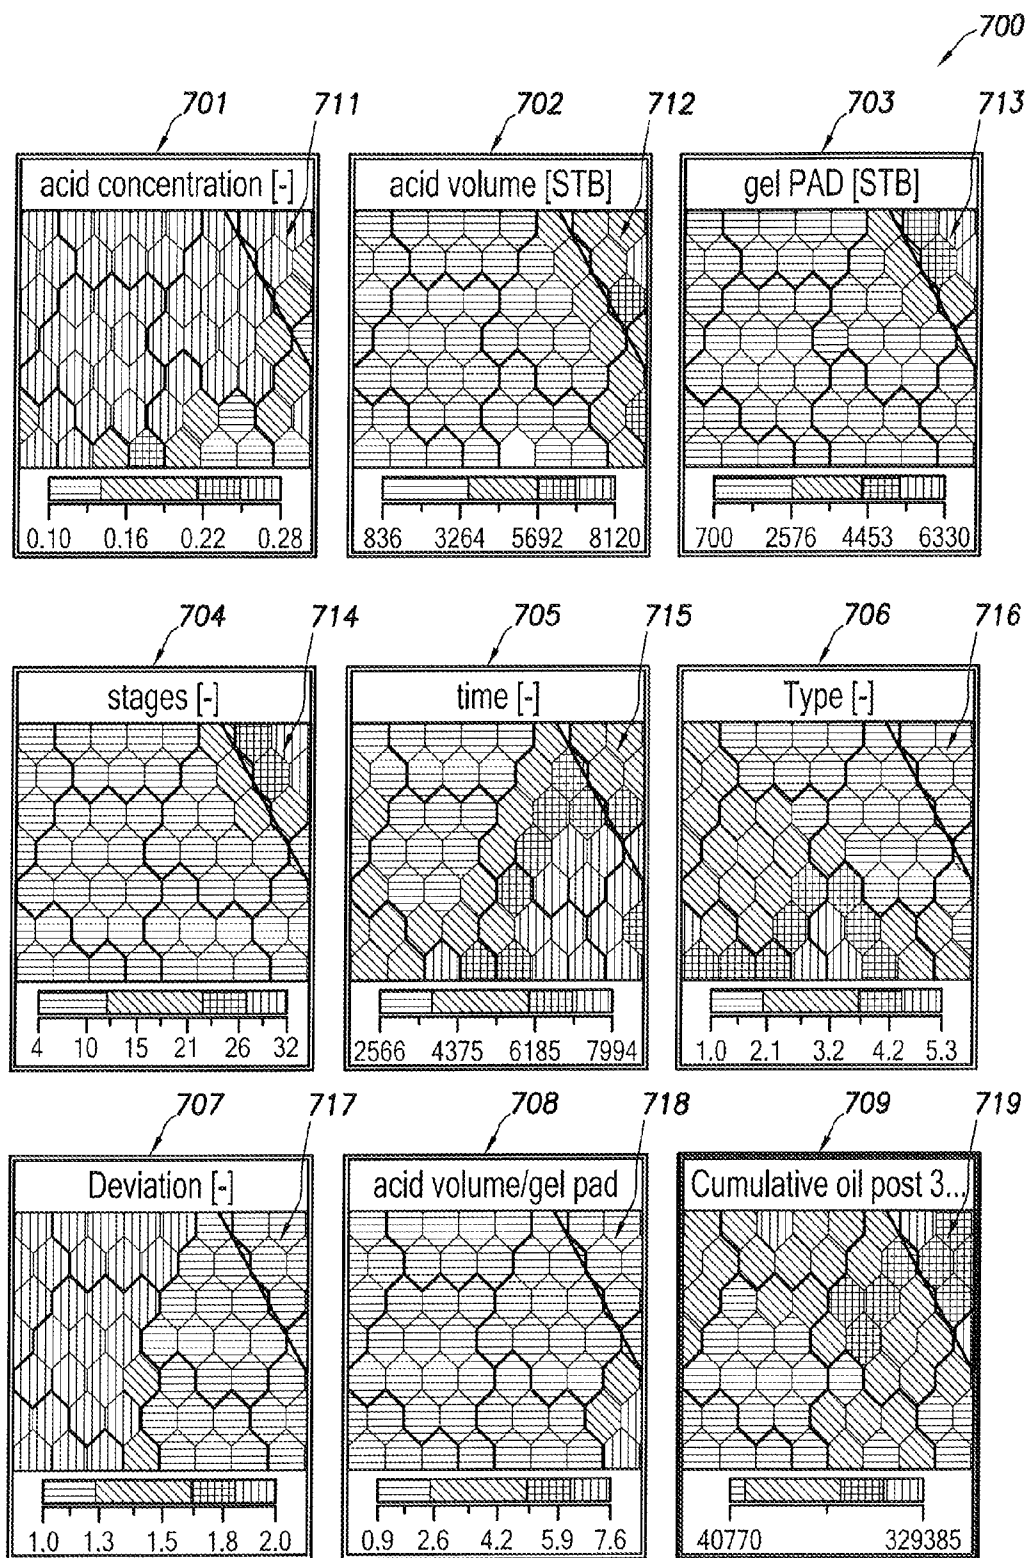 700
701 711 702 712 703 713
acid concentration [-] acid volume [STB] gel PAD [STB]
0.10 0.16 0.22 0.28 836 3264 5692 8120 700 2576 4453 6330
704 714 705 715 706 716
stages [-] time [-] Type [-]
4 10 15 21 26 32 2566 4375 6185 7994 1.0 2.1 3.2 4.2 5.3
707 717 708 718 709 719
Deviation [-] acid volume/gel pad Cumulative oil post 3...
1.0 1.3 1.5 1.8 2.0 0.9 2.6 4.2 5.9 7.6 40770 329385